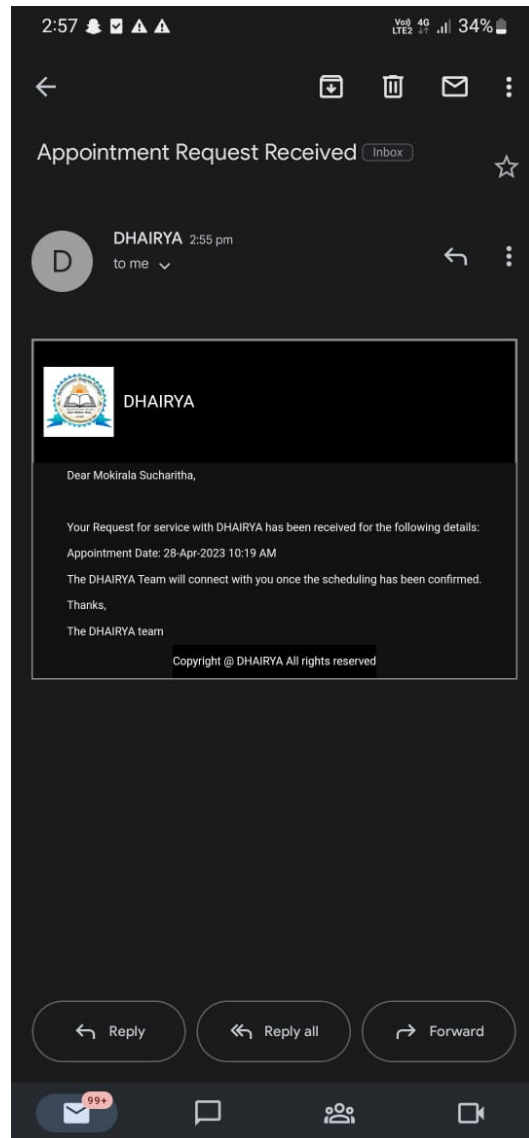 2:57 Vo)) 4G LTE2 34%
Appointment Request Received Inbox
D
DHAIRYA 2:55 pm
to me
DHAIRYA
Dear Mokirala Sucharitha,
Your Request for service with DHAIRYA has been received for the following details:
Appointment Date: 28-Apr-2023 10:19 AM
The DHAIRYA Team will connect with you once the scheduling has been confirmed.
Thanks,
The DHAIRYA team
Copyright @ DHAIRYA All rights reserved
Reply Reply all Forward
99+